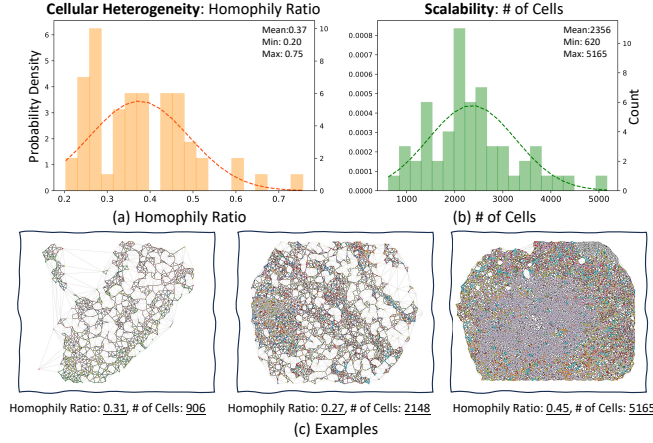 Cellular Heterogeneity: Homophily Ratio
Mean:0.37
Min: 0.20
Max: 0.75
Probability Density
6
5
4
3
2
1
0
10
8
6
4
2
0
0.2 0.3 0.4 0.5 0.6 0.7
(a) Homophily Ratio
Scalability: # of Cells
Mean:2356
Min: 620
Max: 5165
0.0008
0.0007
0.0006
0.0005
0.0004
0.0003
0.0002
0.0001
0.0000
10
8
6
4
2
0
Count
1000 2000 3000 4000 5000
(b) # of Cells
Homophily Ratio: 0.31, # of Cells: 906
Homophily Ratio: 0.27, # of Cells: 2148
Homophily Ratio: 0.45, # of Cells: 5165
(c) Examples